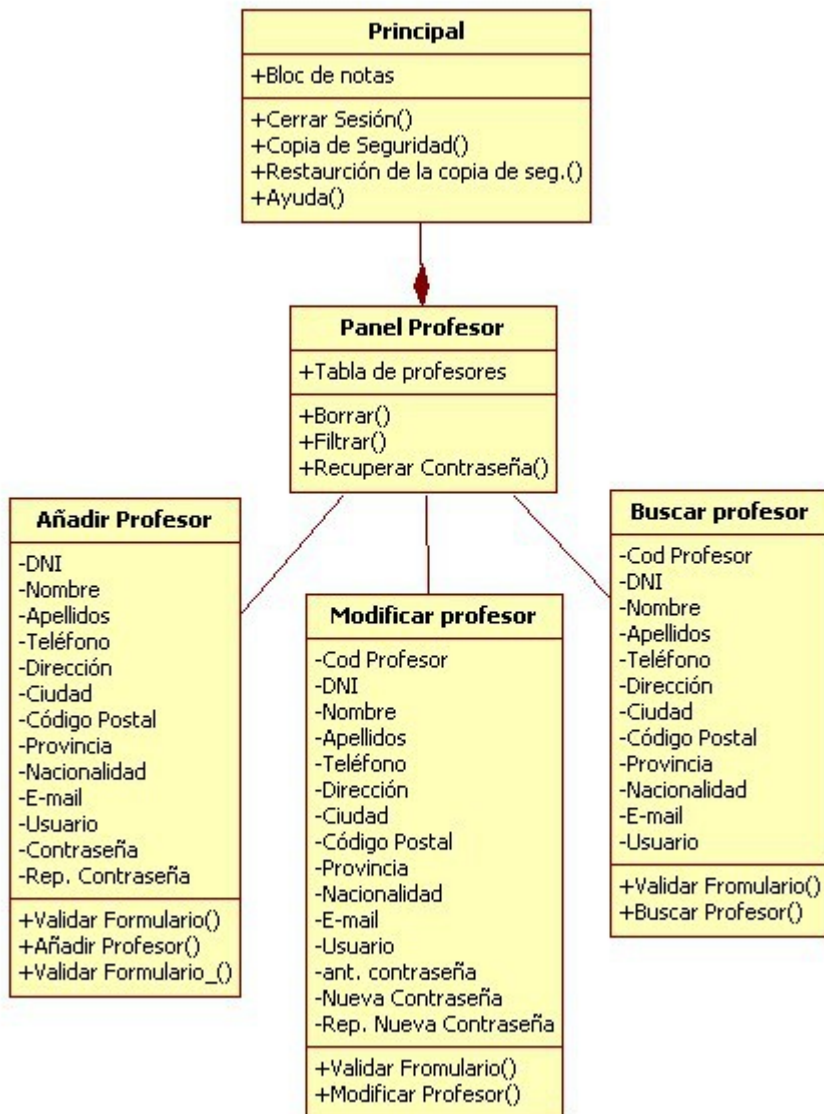 Principal
+Bloc de notas
+Cerrar Sesión()
+Copia de Seguridad()
+Restaurción de la copia de seg.()
+Ayuda()
Panel Profesor
+Tabla de profesores
+Borrar()
+Filtrar()
+Recuperar Contraseña()
Añadir Profesor
-DNI
-Nombre
-Apellidos
-Teléfono
-Dirección
-Ciudad
-Código Postal
-Provincia
-Nacionalidad
-E-mail
-Usuario
-Contraseña
-Rep. Contraseña
+Validar Formulario()
+Añadir Profesor()
+Validar Formulario_()
Modificar profesor
-Cod Profesor
-DNI
-Nombre
-Apellidos
-Teléfono
-Dirección
-Ciudad
-Código Postal
-Provincia
-Nacionalidad
-E-mail
-Usuario
-ant. contraseña
-Nueva Contraseña
-Rep. Nueva Contraseña
+Validar Fromulario()
+Modificar Profesor()
Buscar profesor
-Cod Profesor
-DNI
-Nombre
-Apellidos
-Teléfono
-Dirección
-Ciudad
-Código Postal
-Provincia
-Nacionalidad
-E-mail
-Usuario
+Validar Fromulario()
+Buscar Profesor()